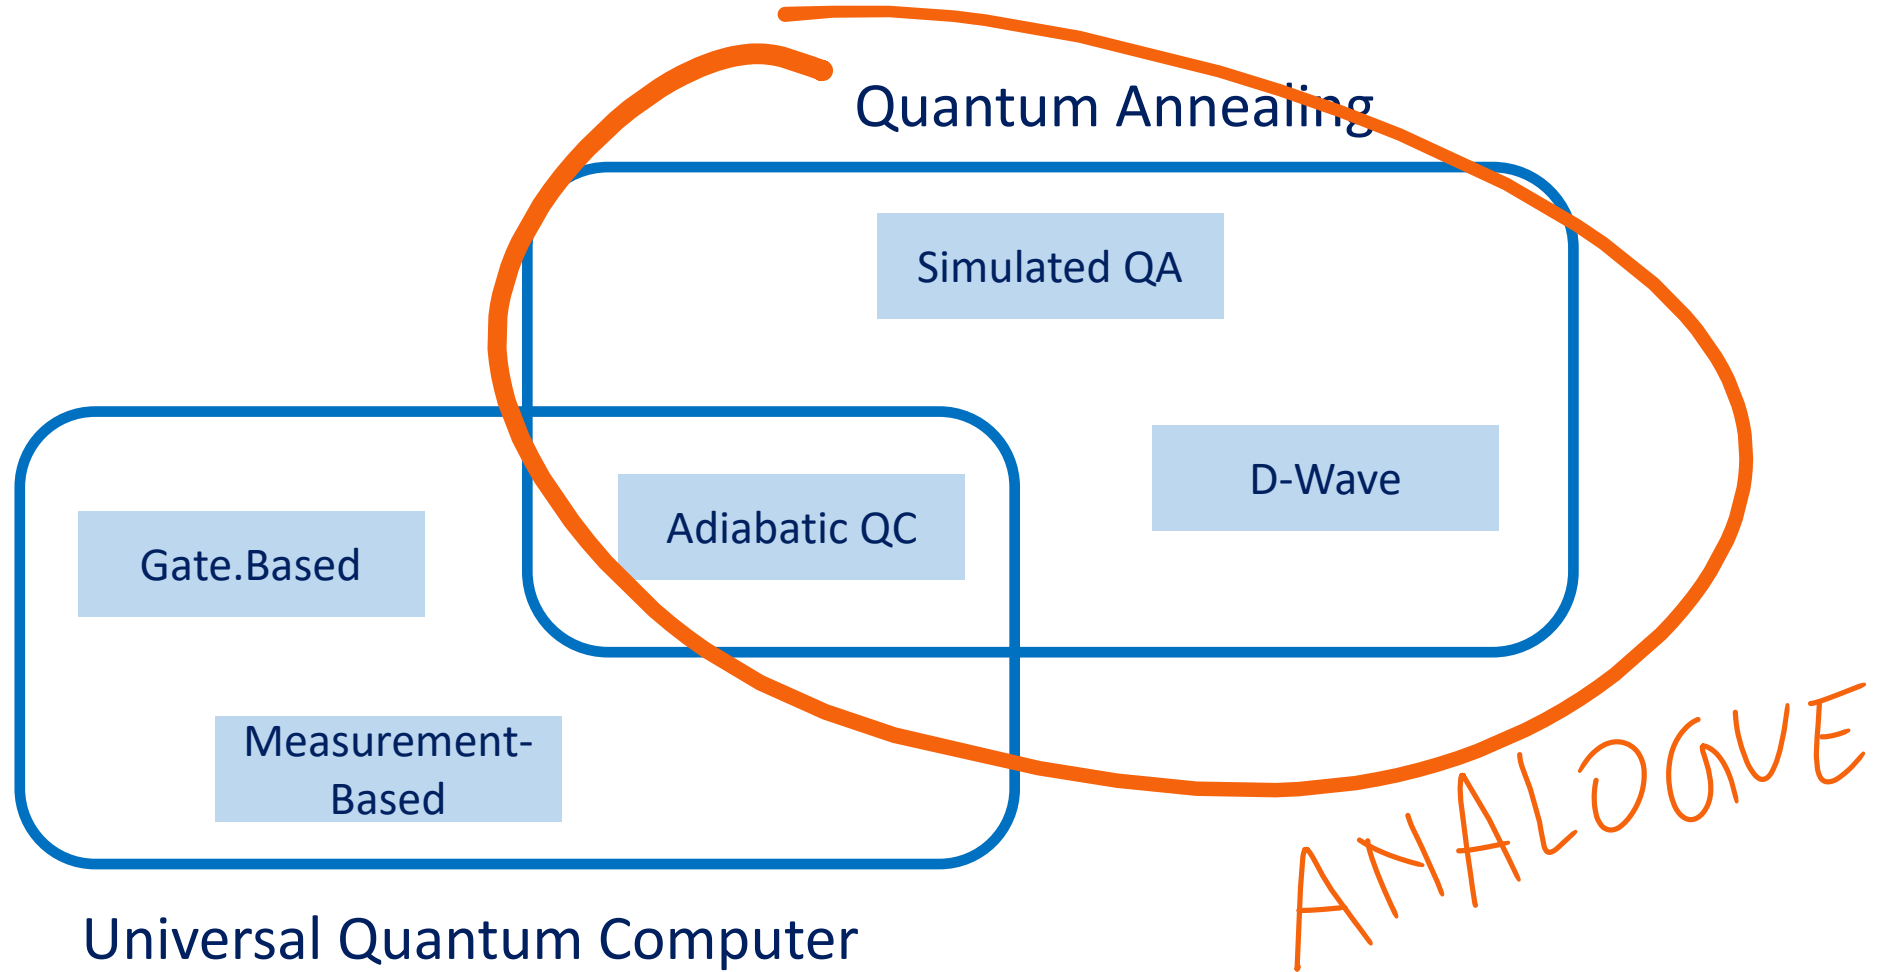 Quantum Annealing
Simulated QA
D-Wave
Adiabatic QC
Gate.Based
Measurement-
Based
ANALOGUE
Universal Quantum Computer